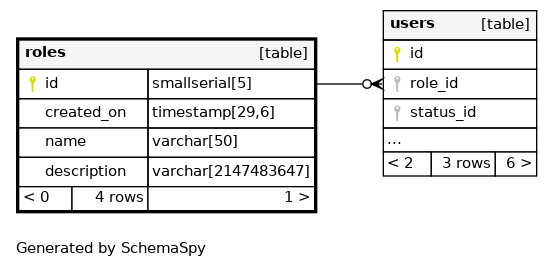 roles [table]
id smallserial[5]
created_on timestamp[29,6]
name varchar[50]
description varchar[2147483647]
< 0 4 rows 1 >
users [table]
id
role_id
status_id
...
< 2 3 rows 6 >
Generated by SchemaSpy